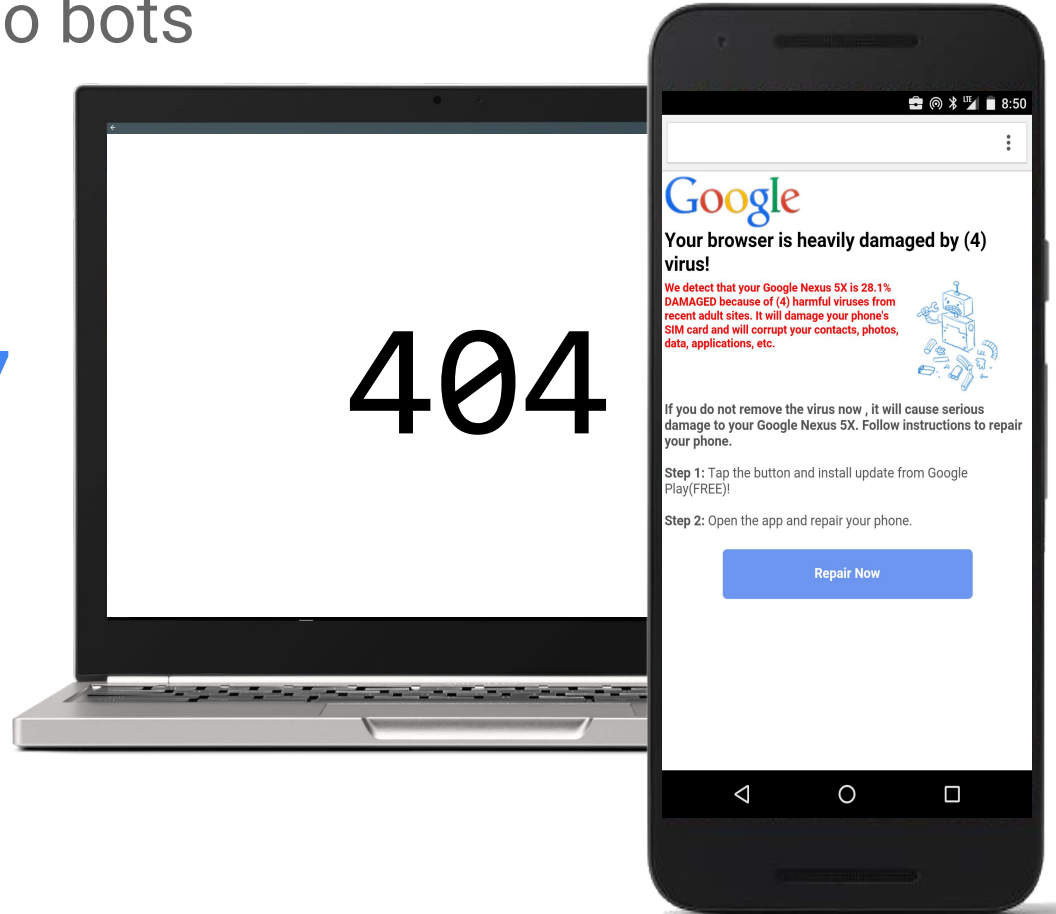 o bots
404
LTE 8:50
Google
Your browser is heavily damaged by (4)
virus!
We detect that your Google Nexus 5X is 28.1%
DAMAGED because of (4) harmful viruses from
recent adult sites. It will damage your phone's
SIM card and will corrupt your contacts, photos,
data, applications, etc.
If you do not remove the virus now , it will cause serious
damage to your Google Nexus 5X. Follow instructions to repair
your phone.
Step 1: Tap the button and install update from Google
Play(FREE)!
Step 2: Open the app and repair your phone.
Repair Now